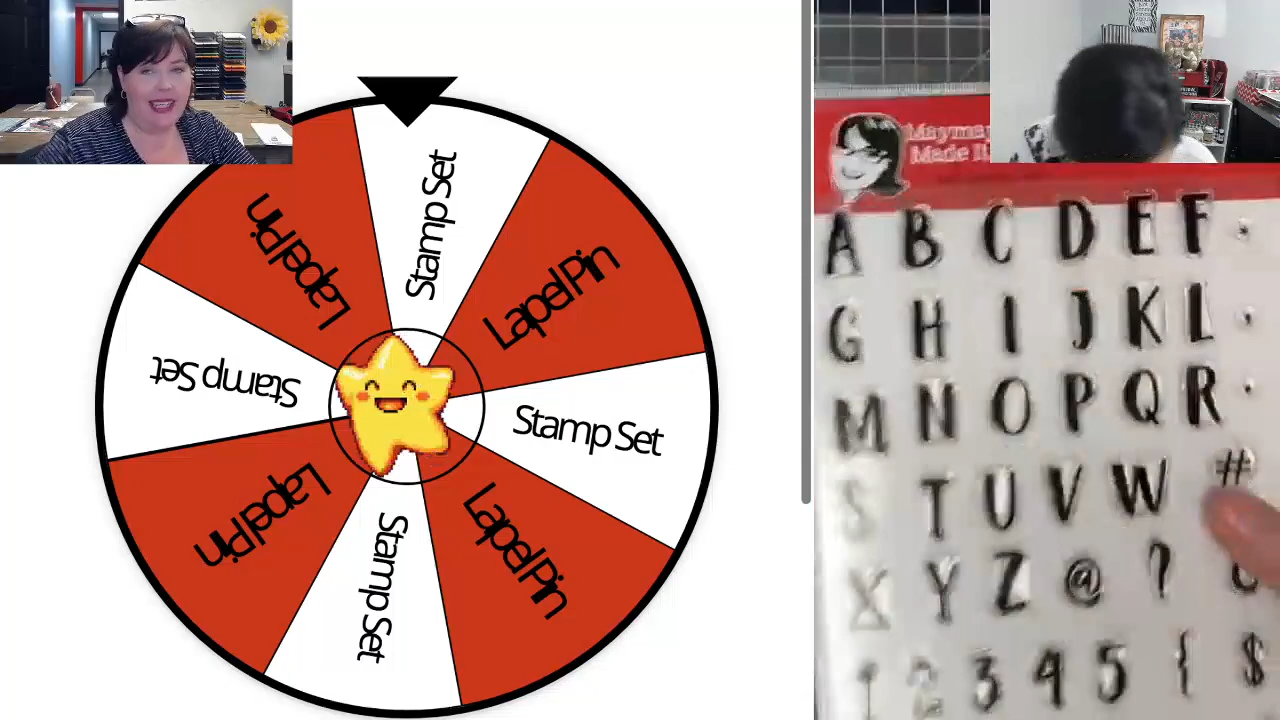 Stamp Set
Lapel Pin
Stamp Set
Lapel Pin
Stamp Set
Lapel Pin
Stamp Set
Lapel Pin
Made It
A B C D E F
G H I J K L
M N O P Q R
S T U V W #
X Y Z @ ?
3 4 5 { $